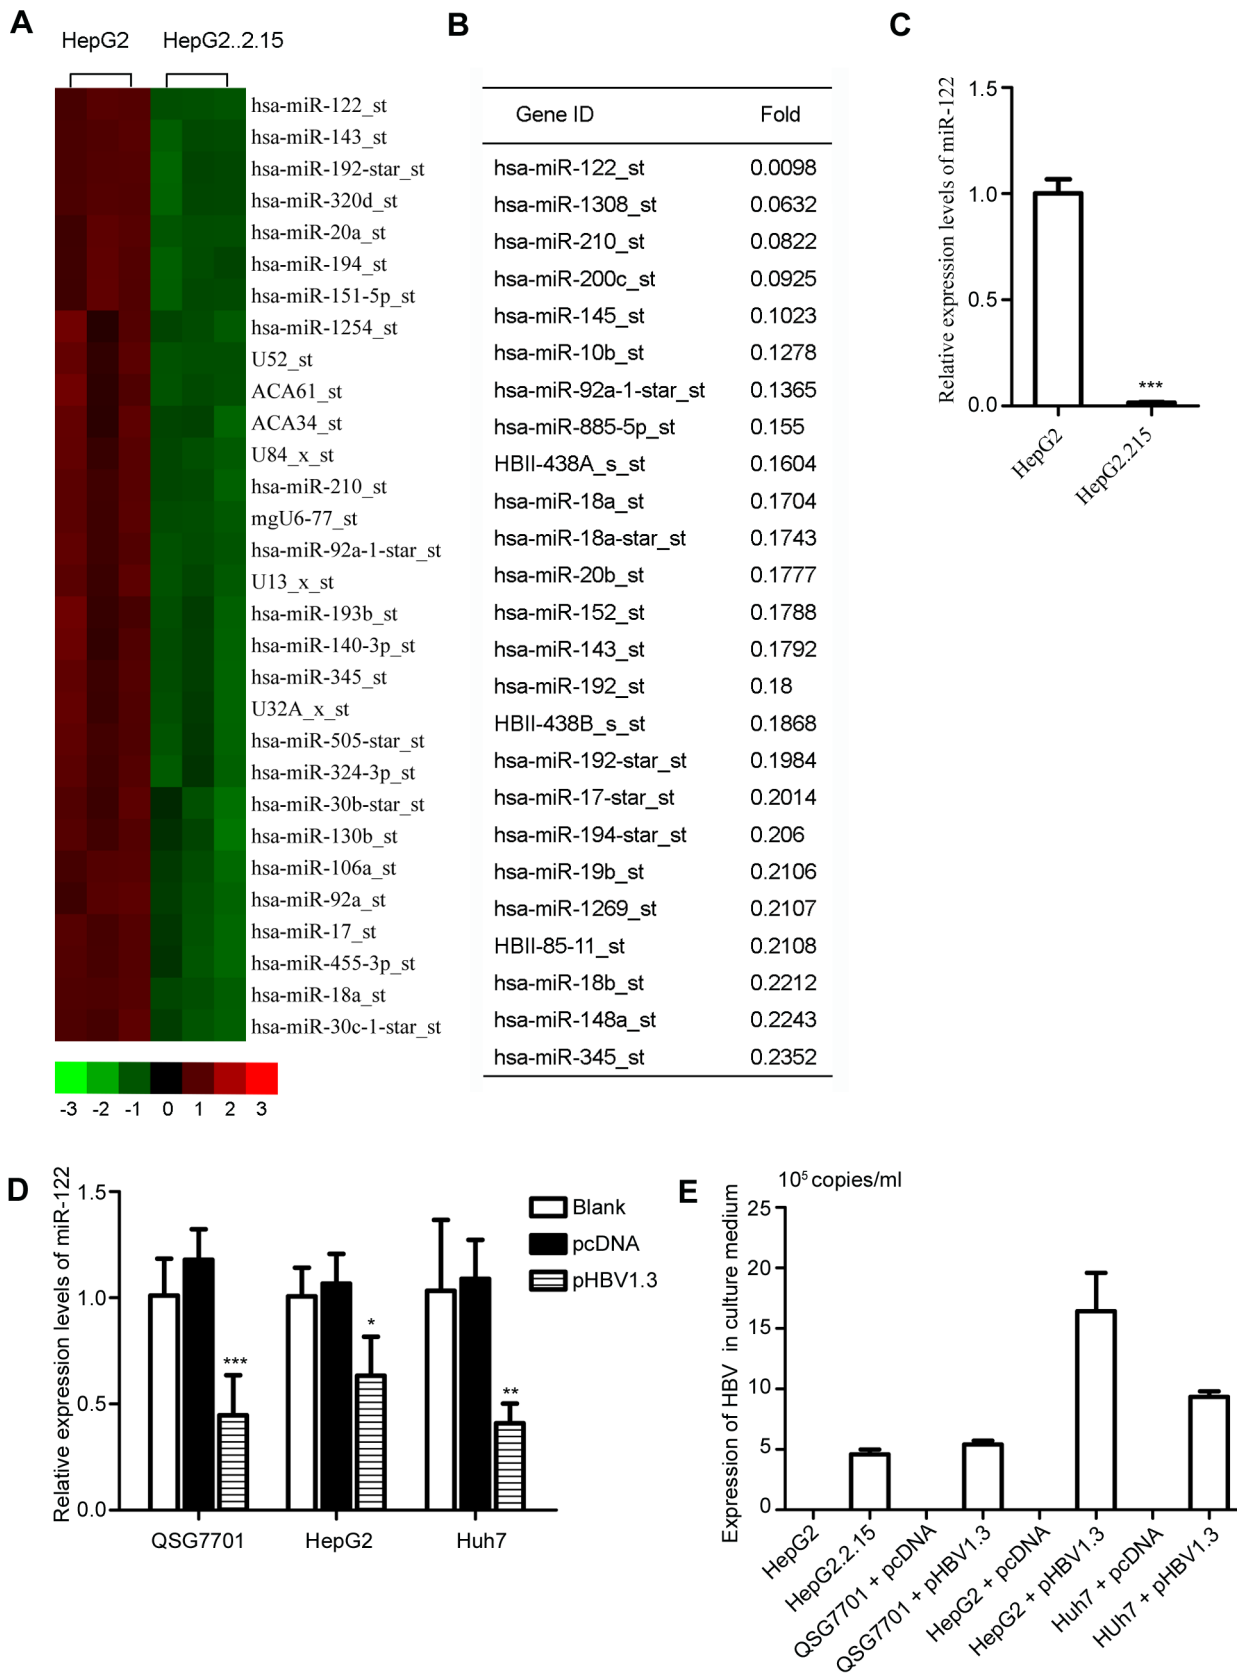 A
HepG2
HepG2..2.15
hsa-miR-122_st
hsa-miR-143_st
hsa-miR-192-star_st
hsa-miR-320d_st
hsa-miR-20a_st
hsa-miR-194_st
hsa-miR-151-5p_st
hsa-miR-1254_st
U52_st
ACA61_st
ACA34_st
U84_x_st
hsa-miR-210_st
mgU6-77_st
hsa-miR-92a-1-star_st
U13_x_st
hsa-miR-193b_st
hsa-miR-140-3p_st
hsa-miR-345_st
U32A_x_st
hsa-miR-505-star_st
hsa-miR-324-3p_st
hsa-miR-30b-star_st
hsa-miR-130b_st
hsa-miR-106a_st
hsa-miR-92a_st
hsa-miR-17_st
hsa-miR-455-3p_st
hsa-miR-18a_st
hsa-miR-30c-1-star_st
-3 -2 -1 0 1 2 3
B
Gene ID Fold
hsa-miR-122_st 0.0098
hsa-miR-1308_st 0.0632
hsa-miR-210_st 0.0822
hsa-miR-200c_st 0.0925
hsa-miR-145_st 0.1023
hsa-miR-10b_st 0.1278
hsa-miR-92a-1-star_st 0.1365
hsa-miR-885-5p_st 0.155
HBII-438A_s_st 0.1604
hsa-miR-18a_st 0.1704
hsa-miR-18a-star_st 0.1743
hsa-miR-20b_st 0.1777
hsa-miR-152_st 0.1788
hsa-miR-143_st 0.1792
hsa-miR-192_st 0.18
HBII-438B_s_st 0.1868
hsa-miR-192-star_st 0.1984
hsa-miR-17-star_st 0.2014
hsa-miR-194-star_st 0.206
hsa-miR-19b_st 0.2106
hsa-miR-1269_st 0.2107
HBII-85-11_st 0.2108
hsa-miR-18b_st 0.2212
hsa-miR-148a_st 0.2243
hsa-miR-345_st 0.2352
C
Relative expression levels of miR-122
1.5
1.0
0.5
0.0
***
HepG2
HepG2.215
D
Relative expression levels of miR-122
1.5
1.0
0.5
0.0
***
*
**
Blank
pcDNA
pHBV1.3
QSG7701
HepG2
Huh7
E
10⁵ copies/ml
Expression of HBV in culture medium
25
20
15
10
5
0
HepG2
HepG2.2.15
QSG7701 + pcDNA
QSG7701 + pHBV1.3
HepG2 + pcDNA
HepG2 + pHBV1.3
Huh7 + pcDNA
HUh7 + pHBV1.3